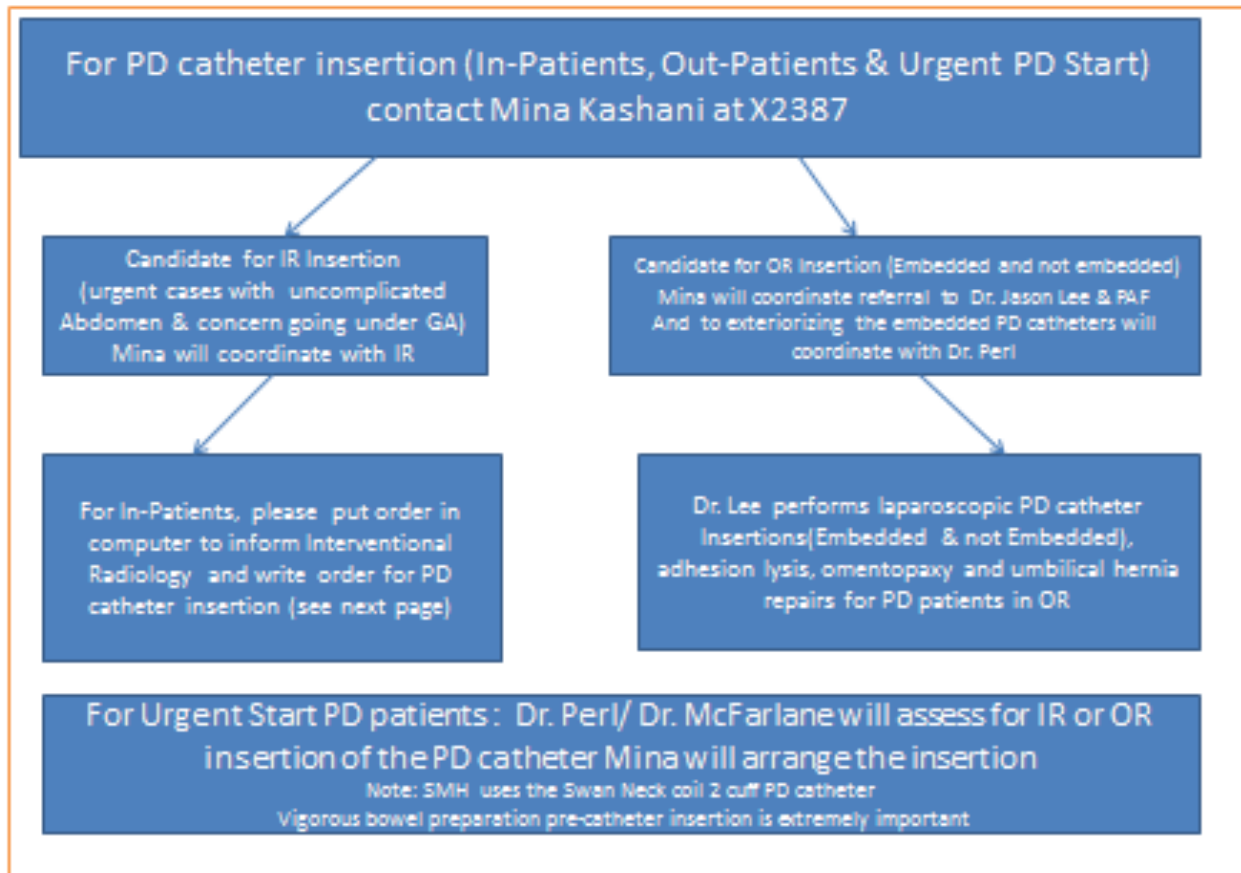 For PD catheter insertion (In-Patients, Out-Patients & Urgent PD Start)
contact Mina Kashani at X2387
Candidate for IR Insertion
(urgent cases with uncomplicated
Abdomen & concern going under GA)
Mina will coordinate with IR
Candidate for OR Insertion (Embedded and not embedded)
Mina will coordinate referral to Dr. Jason Lee & PAF
And to exteriorizing the embedded PD catheters will
coordinate with Dr. Perl
For In-Patients, please put order in
computer to inform Interventional
Radiology and write order for PD
catheter insertion (see next page)
Dr. Lee performs laparoscopic PD catheter
Insertions(Embedded & not Embedded),
adhesion lysis, omentopaxy and umbilical hernia
repairs for PD patients in OR
For Urgent Start PD patients : Dr. Perl/ Dr. McFarlane will assess for IR or OR
insertion of the PD catheter Mina will arrange the insertion
Note: SMH uses the Swan Neck coil 2 cuff PD catheter
Vigorous bowel preparation pre-catheter insertion is extremely important